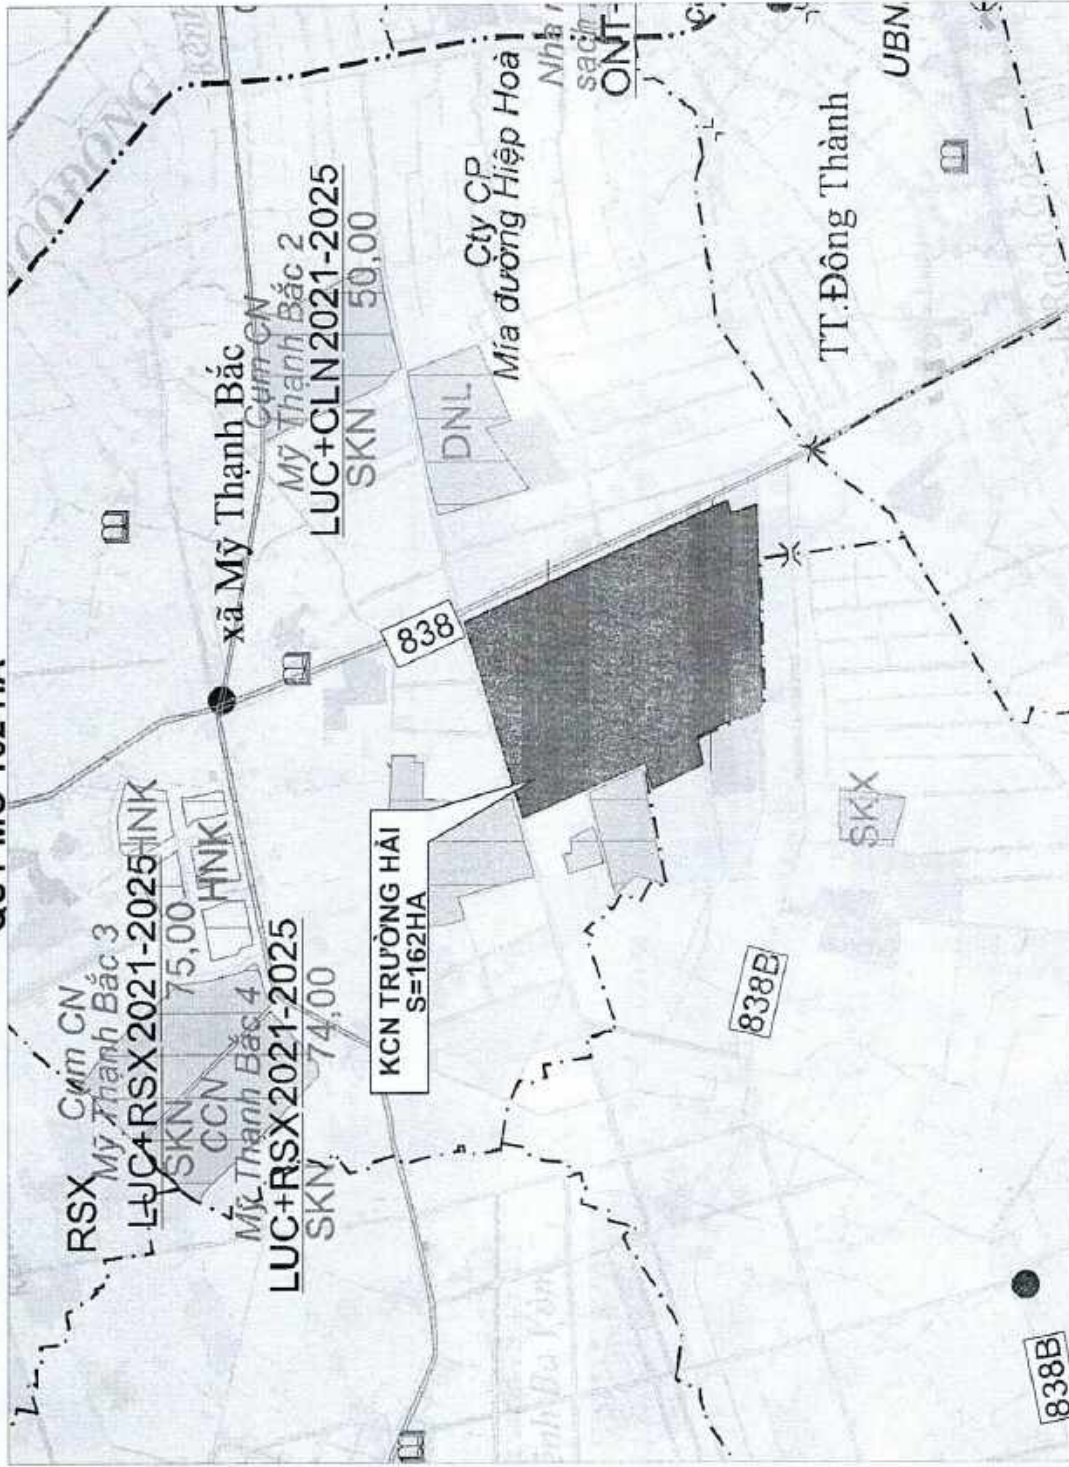 RSX
Cụm CN
Mỹ Thạnh Bắc 3
LUC+RSX 2021-2025
SKN 75,00
CCN
Mỹ Thạnh Bắc 4
LUC+RSX 2021-2025
SKN 74,00
HNK
HNK
xã Mỹ Thạnh Bắc
Cụm CN
Mỹ Thạnh Bắc 2
LUC+CLN 2021-2025
SKN 50,00
838
DNL
KCN TRƯỜNG HẢI
S=162HA
Cty CP
Mía đường Hiệp Hoà
ONT
TT.Đông Thành
UBN
SKX
838B
838B
CỎ ĐÔNG